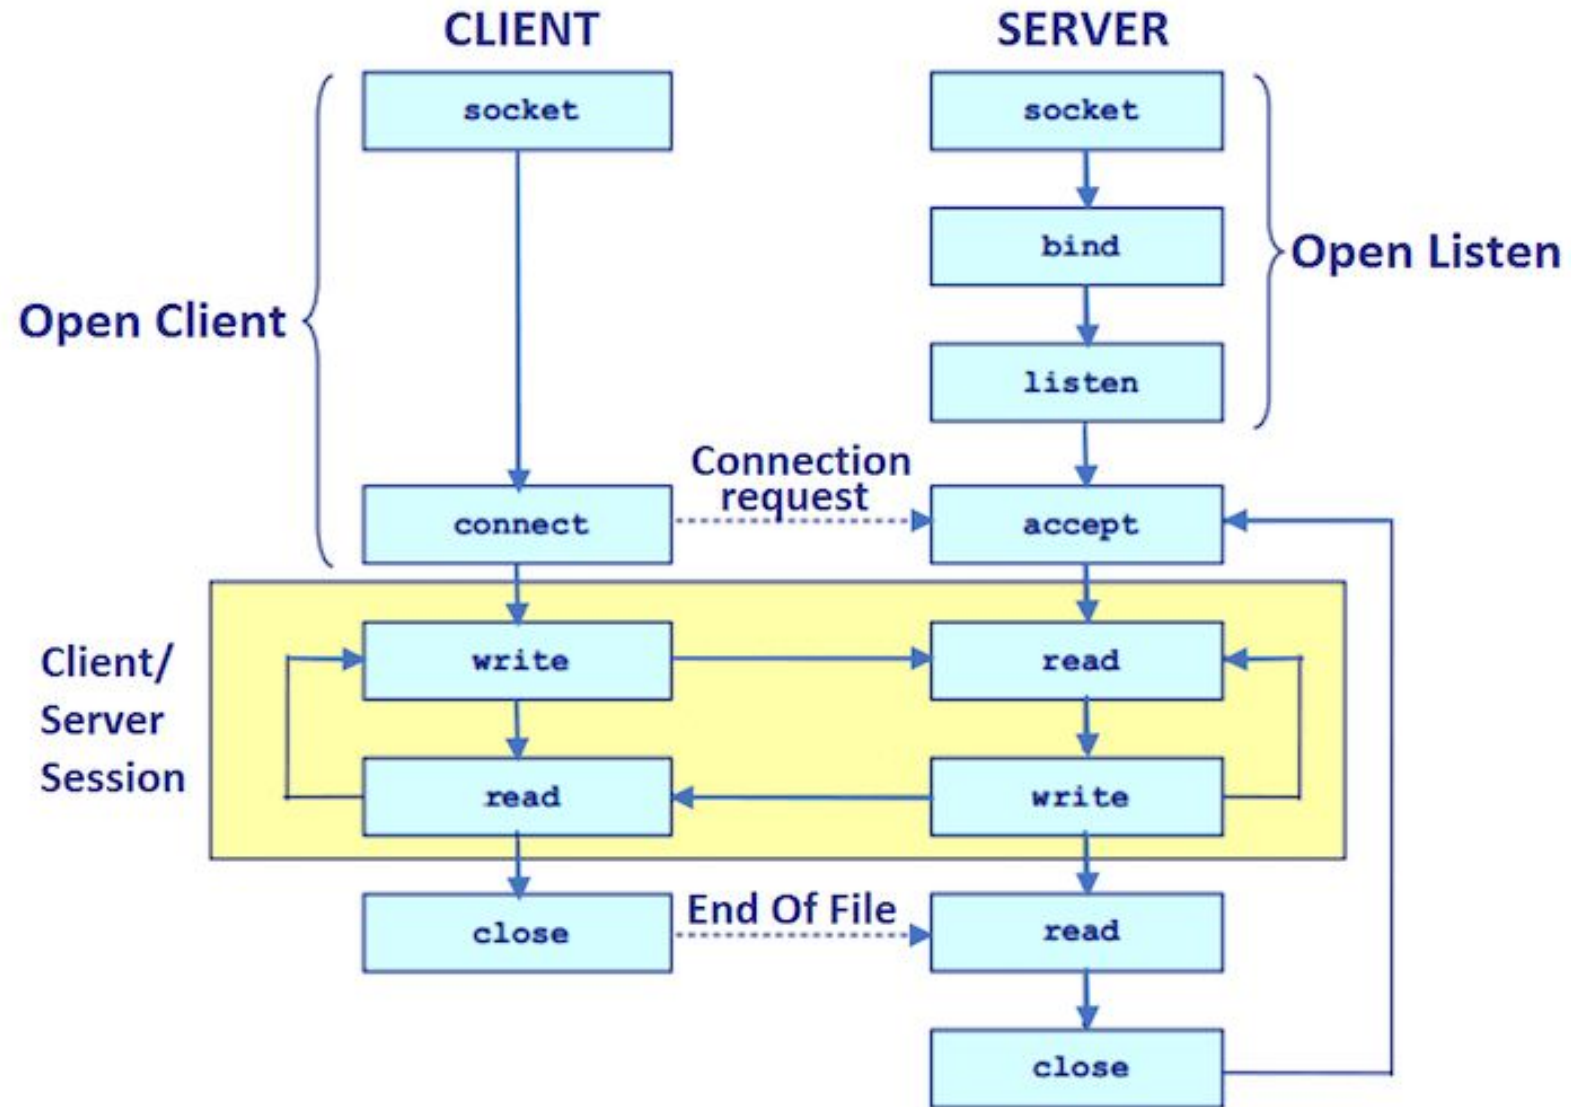 CLIENT
SERVER
socket
socket
bind
Open Listen
Open Client
listen
Connection
request
connect
accept
Client/
Server
Session
write
read
read
write
End Of File
close
read
close